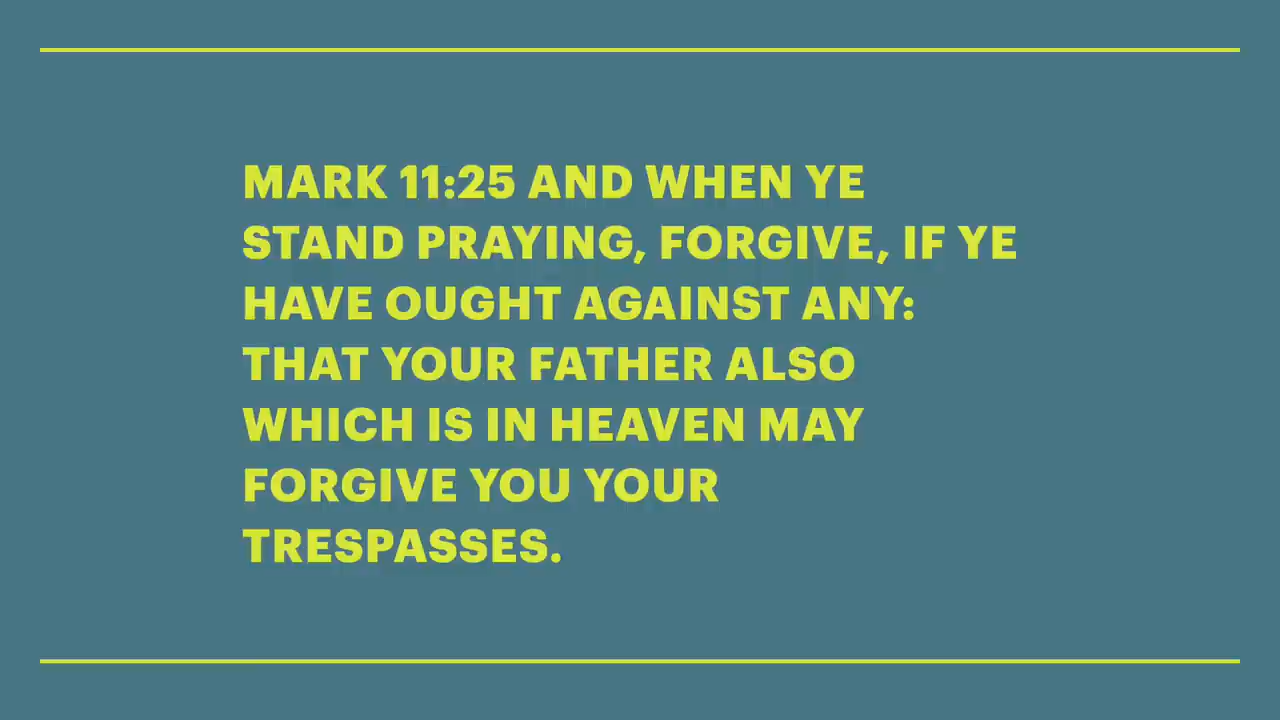 MARK 11:25 AND WHEN YE
STAND PRAYING, FORGIVE, IF YE
HAVE OUGHT AGAINST ANY:
THAT YOUR FATHER ALSO
WHICH IS IN HEAVEN MAY
FORGIVE YOU YOUR
TRESPASSES.